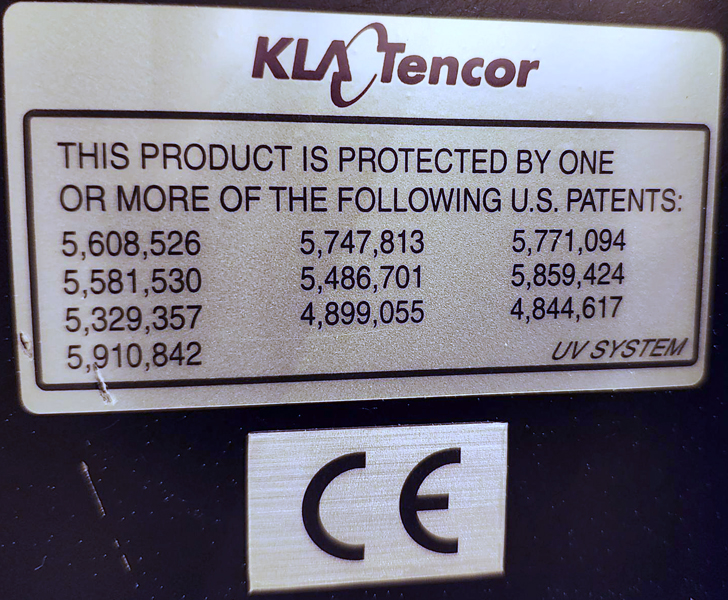 KLA Tencor
THIS PRODUCT IS PROTECTED BY ONE
OR MORE OF THE FOLLOWING U.S. PATENTS:
5,608,526 5,747,813 5,771,094
5,581,530 5,486,701 5,859,424
5,329,357 4,899,055 4,844,617
5,910,842 UV SYSTEM
CE